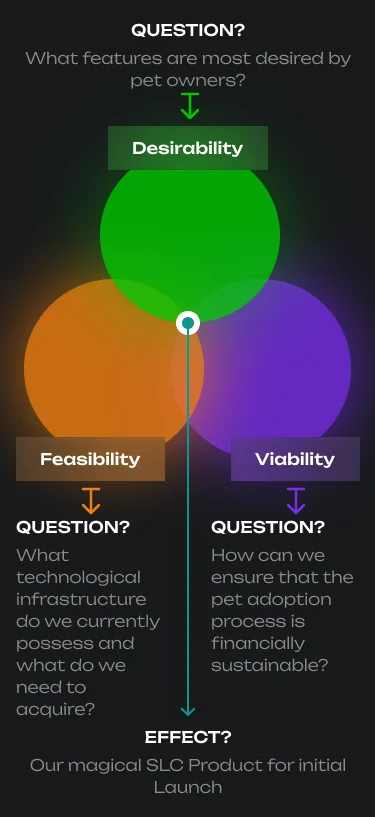 QUESTION?
What features are most desired by
pet owners?
Desirability
Feasibility
Viability
QUESTION?
What
technological
infrastructure
do we currently
possess and
what do we
need to
acquire?
QUESTION?
How can we
ensure that the
pet adoption
process is
financially
sustainable?
EFFECT?
Our magical SLC Product for initial
Launch